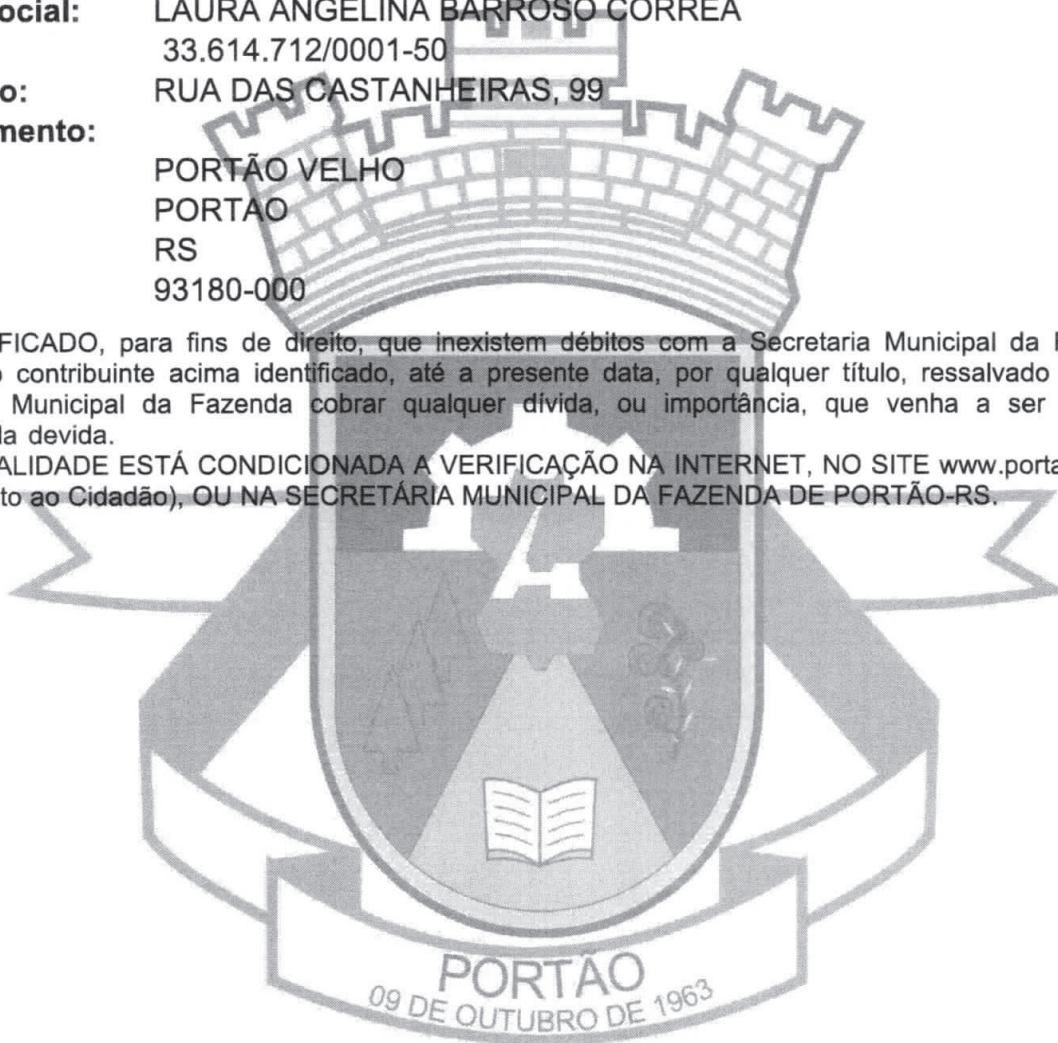 ocial: LAURA ANGELINA BARROSO CORREA
33.614.712/0001-50
o: RUA DAS CASTANHEIRAS, 99
mento:
PORTÃO VELHO
PORTAO
RS
93180-000
FICADO, para fins de direito, que inexistem débitos com a Secretaria Municipal da F
o contribuinte acima identificado, até a presente data, por qualquer título, ressalvado
Municipal da Fazenda cobrar qualquer dívida, ou importância, que venha a ser
da devida.
ALIDADE ESTÁ CONDICIONADA A VERIFICAÇÃO NA INTERNET, NO SITE www.porta
to ao Cidadão), OU NA SECRETÁRIA MUNICIPAL DA FAZENDA DE PORTÃO-RS.
PORTÃO
09 DE OUTUBRO DE 1963